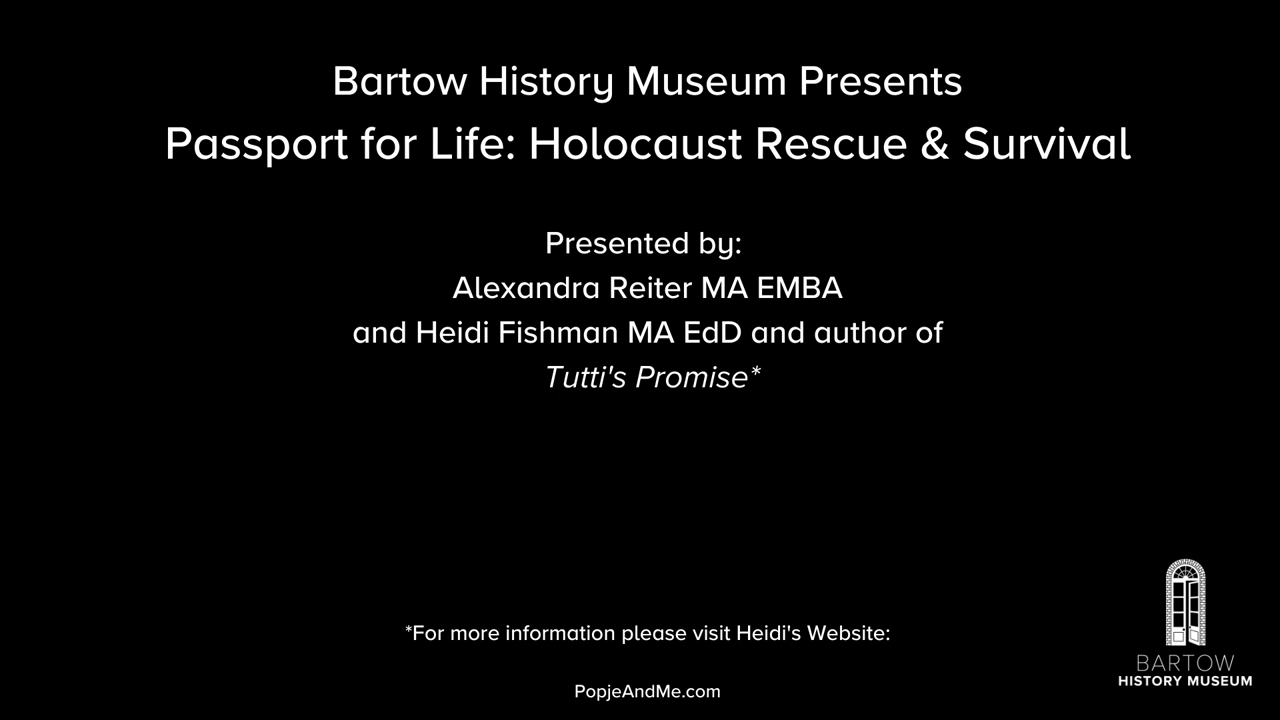 Bartow History Museum Presents
Passport for Life: Holocaust Rescue & Survival
Presented by:
Alexandra Reiter MA EMBA
and Heidi Fishman MA EdD and author of
Tutti's Promise*
*For more information please visit Heidi's Website:
PopjeAndMe.com
BARTOW
HISTORY MUSEUM